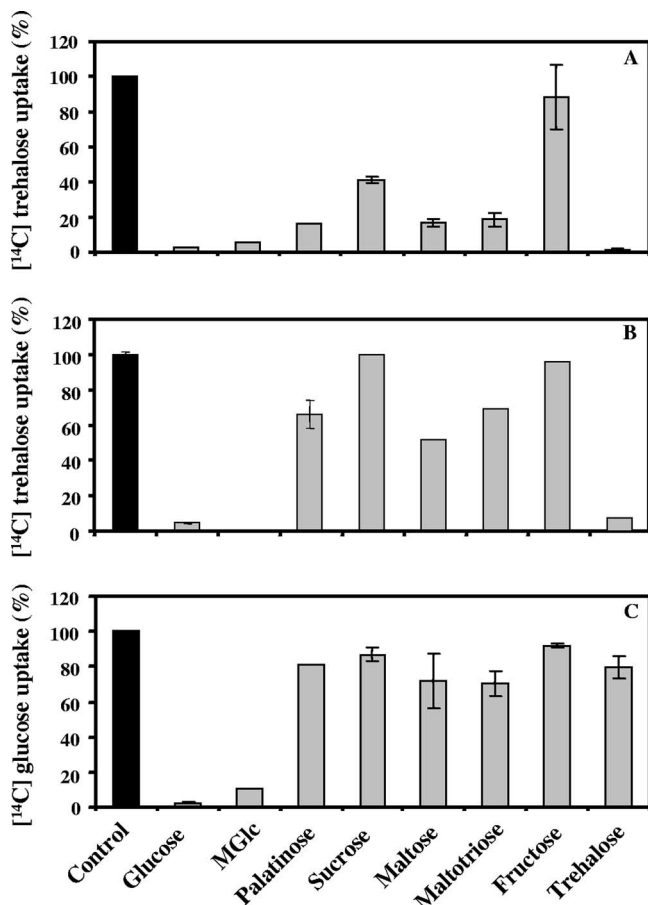 A
[¹⁴C] trehalose uptake (%)
120
100
80
60
40
20
0
B
[¹⁴C] trehalose uptake (%)
120
100
80
60
40
20
0
C
[¹⁴C] glucose uptake (%)
120
100
80
60
40
20
0
Control
Glucose
MGlc
Palatinose
Sucrose
Maltose
Maltotriose
Fructose
Trehalose